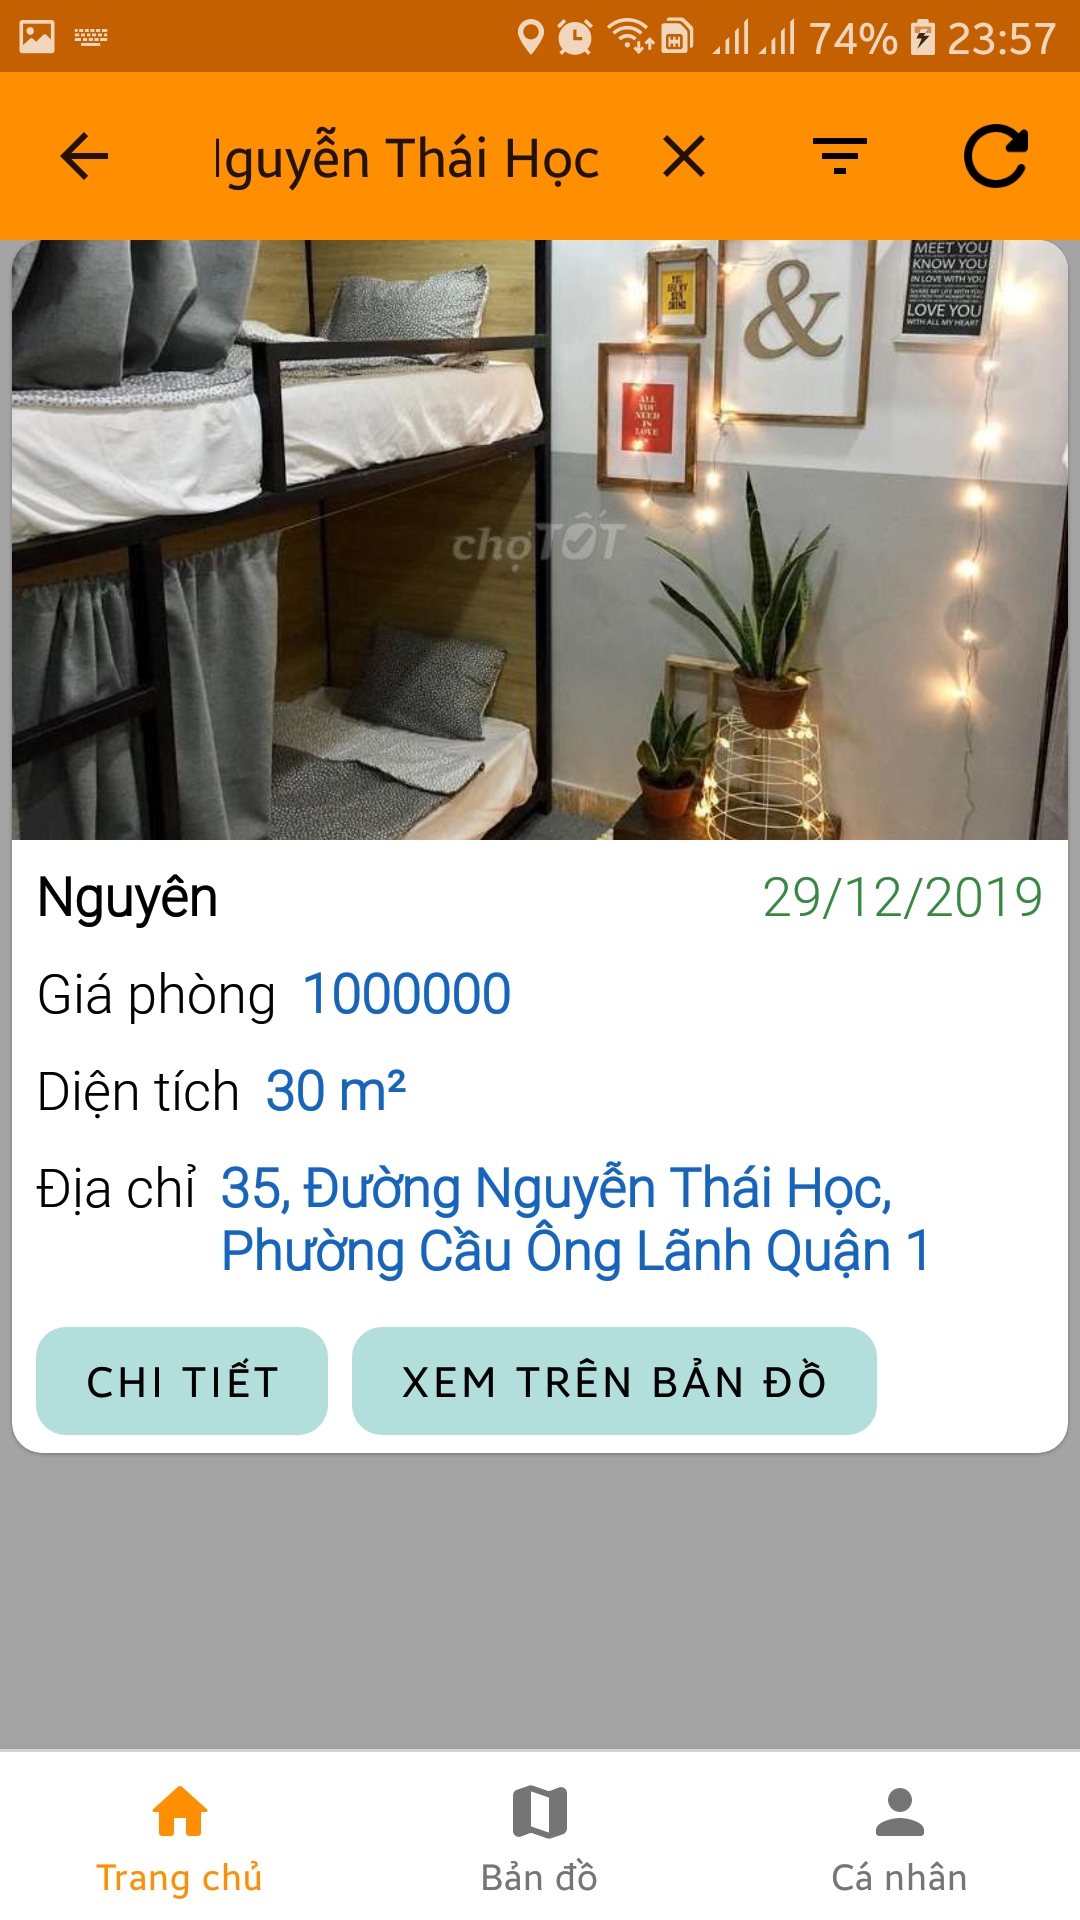 74% 23:57
guyễn Thái Học
MEET YOU
KNOW YOU
IN LOVE WITH YOU
LOVE YOU
WITH ALL MY HEART
&
ALL
YOU
NEED
IS
LOVE
chợTỐT
Nguyên 29/12/2019
Giá phòng 1000000
Diện tích 30 m²
Địa chỉ 35, Đường Nguyễn Thái Học,
Phường Cầu Ông Lãnh Quận 1
CHI TIẾT XEM TRÊN BẢN ĐỒ
Trang chủ Bản đồ Cá nhân